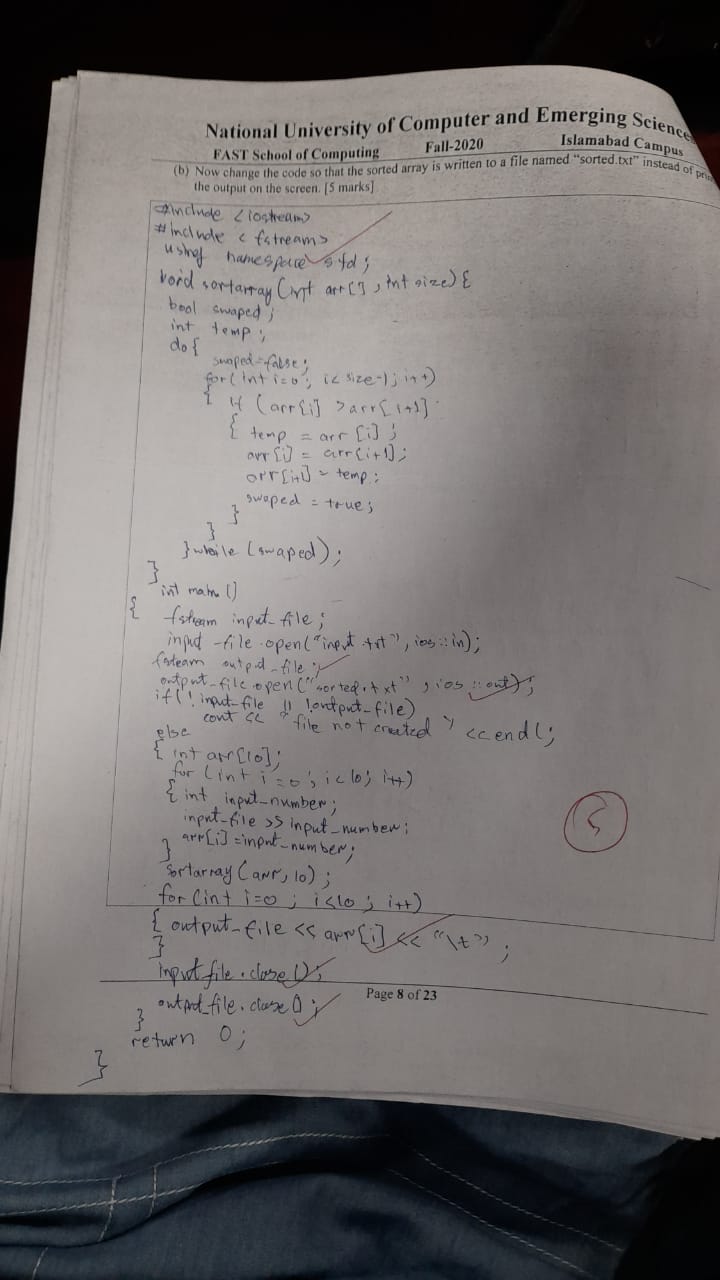 National University of Computer and Emerging Sciences
FAST School of Computing Fall-2020 Islamabad Campus
(b) Now change the code so that the sorted array is written to a file named "sorted.txt" instead of
the output on the screen. [5 marks]
#include <iostream>
#include < fstream>
using namespace std;
void sortarray (int arr[], int size) {
bool swaped;
int temp;
do {
swaped=false;
for( int i=0; i< size-1; i++)
{ if (arr[i] > arr[i+1]
{ temp = arr [i] ;
arr [i] = arr[i+1];
arr[i+1] = temp;
swaped = true;
}
}
} while (swaped);
}
int main ()
{ fstream input_file;
input _file .open("input.txt", ios::in);
fsteam output_file;
output_file.open("sorted.txt", ios::out);
if(! input_file || !output_file)
cout << " file not created " << endl;
else
{ int arr[10];
for (int i=0; i<10; i++)
{ int input_number;
input_file >> input_number;
arr[i] =input_number;
}
sortarray (arr, 10) ;
for (int i=0 ; i<10 ; i++)
{ output_file << arr[i] << "\t" ;
}
input file.close();
Page 8 of 23
output_file.close();
}
return 0;
}
5